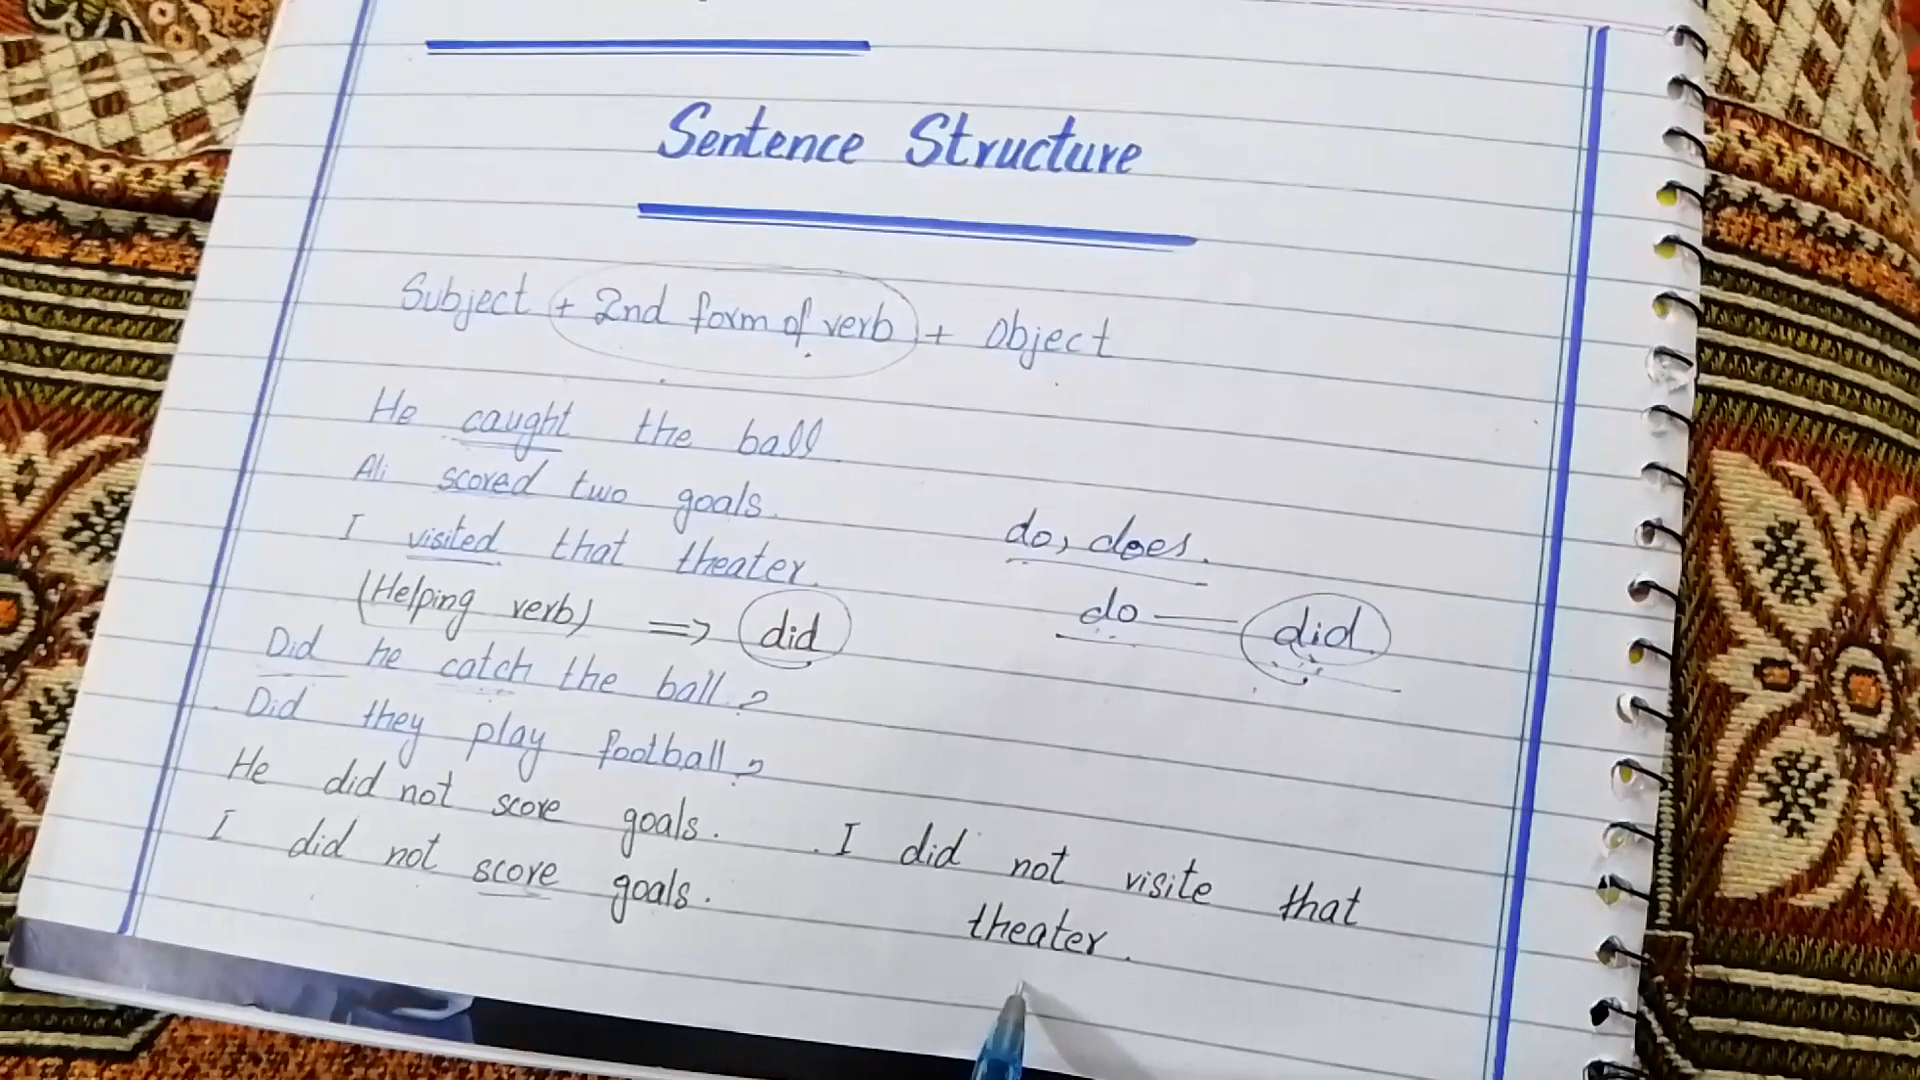 Sentence Structure
Subject + 2nd form of verb + Object
He caught the ball
Ali scored two goals.
I visited that theater.
do, does.
(Helping verb) => did
do — did
Did he catch the ball?
Did they play football?
He did not score goals.
I did not score goals.
I did not visite that
theater.